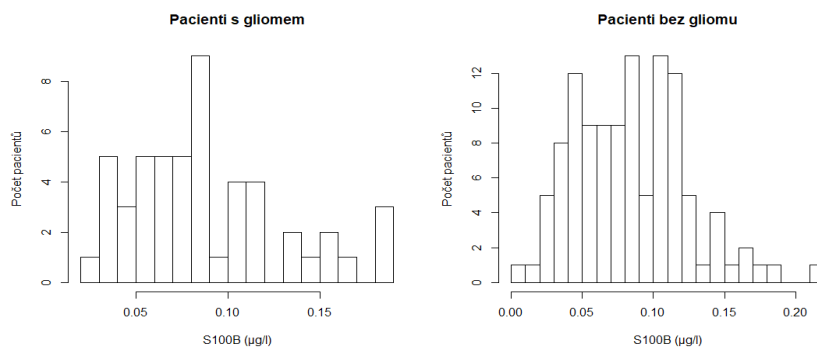 Pacienti s gliomem
Počet pacientů
0
2
4
6
8
0.05 0.10 0.15
S100B (µg/l)
Pacienti bez gliomu
Počet pacientů
0
2
4
6
8
10
12
0.00 0.05 0.10 0.15 0.20
S100B (µg/l)